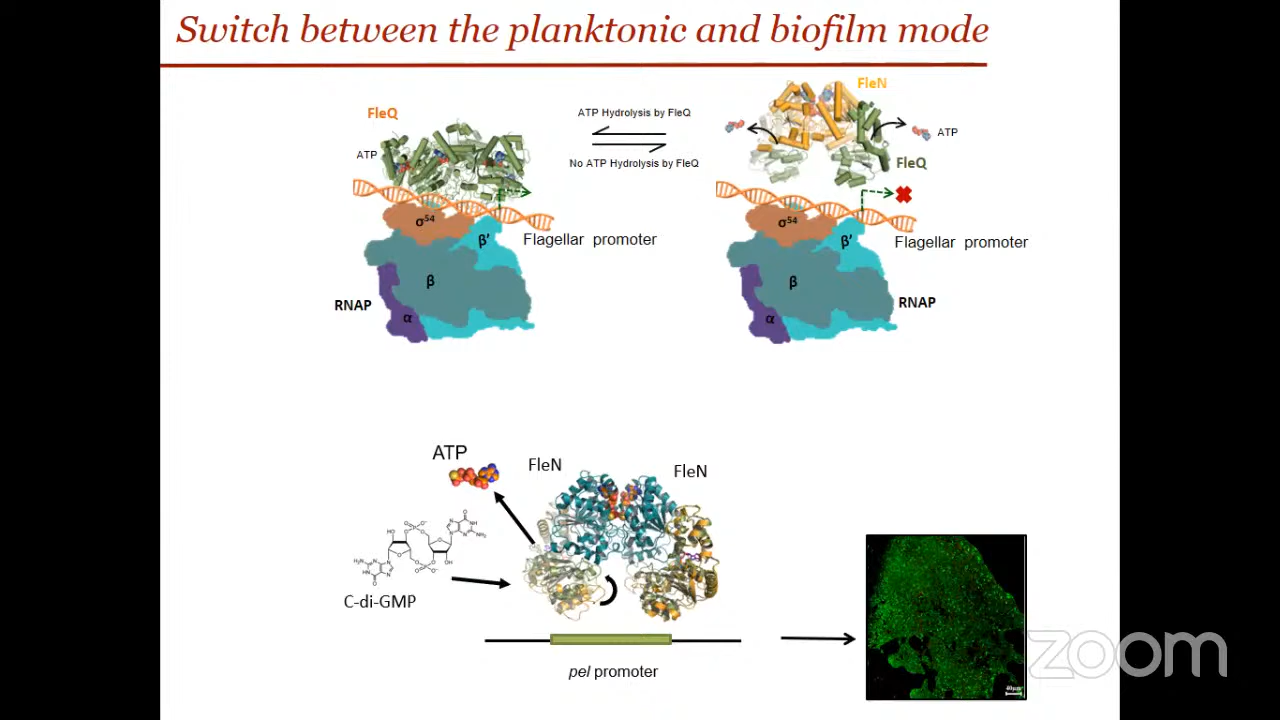 Switch between the planktonic and biofilm mode
FleN
FleQ
ATP Hydrolysis by FleQ
ATP
ATP
No ATP Hydrolysis by FleQ
FleQ
σ54
β'
Flagellar promoter
β
RNAP
α
σ54
β'
Flagellar promoter
β
RNAP
α
ATP
FleN
FleN
C-di-GMP
pel promoter
zoom